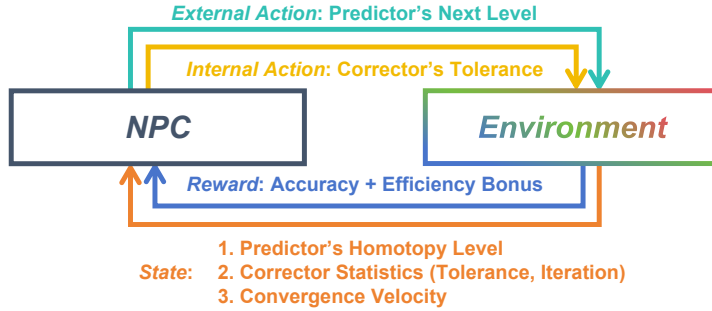 External Action: Predictor's Next Level
Internal Action: Corrector's Tolerance
NPC
Environment
Reward: Accuracy + Efficiency Bonus
1. Predictor's Homotopy Level
State: 2. Corrector Statistics (Tolerance, Iteration)
3. Convergence Velocity